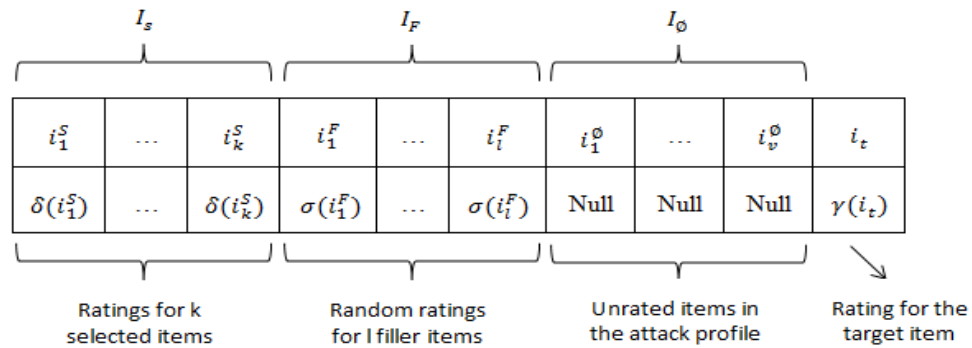 I_s I_F I_∅
i_1^S … i_k^S i_1^F … i_l^F i_1^∅ … i_v^∅ i_t
δ(i_1^S) … δ(i_k^S) σ(i_1^F) … σ(i_l^F) Null Null Null γ(i_t)
Ratings for k
selected items
Random ratings
for l filler items
Unrated items in
the attack profile
Rating for the
target item